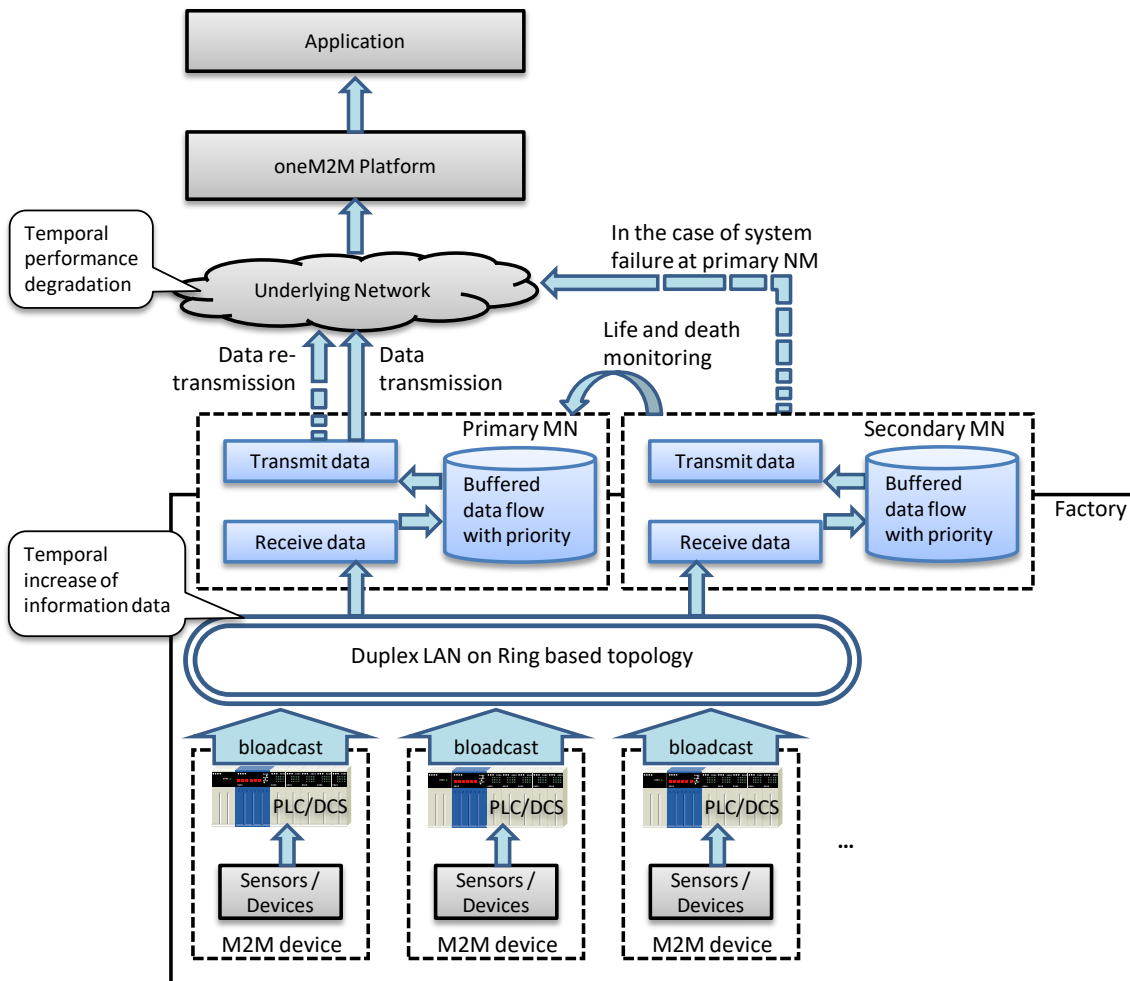 Application
oneM2M Platform
Temporal
performance
degradation
In the case of system
failure at primary NM
Underlying Network
Life and death
monitoring
Data re-
transmission
Data
transmission
Primary MN
Secondary MN
Transmit data
Buffered
data flow
with priority
Receive data
Transmit data
Buffered
data flow
with priority
Receive data
Factory
Temporal
increase of
information data
Duplex LAN on Ring based topology
bloadcast
bloadcast
bloadcast
PLC/DCS
PLC/DCS
PLC/DCS
...
Sensors /
Devices
Sensors /
Devices
Sensors /
Devices
M2M device
M2M device
M2M device